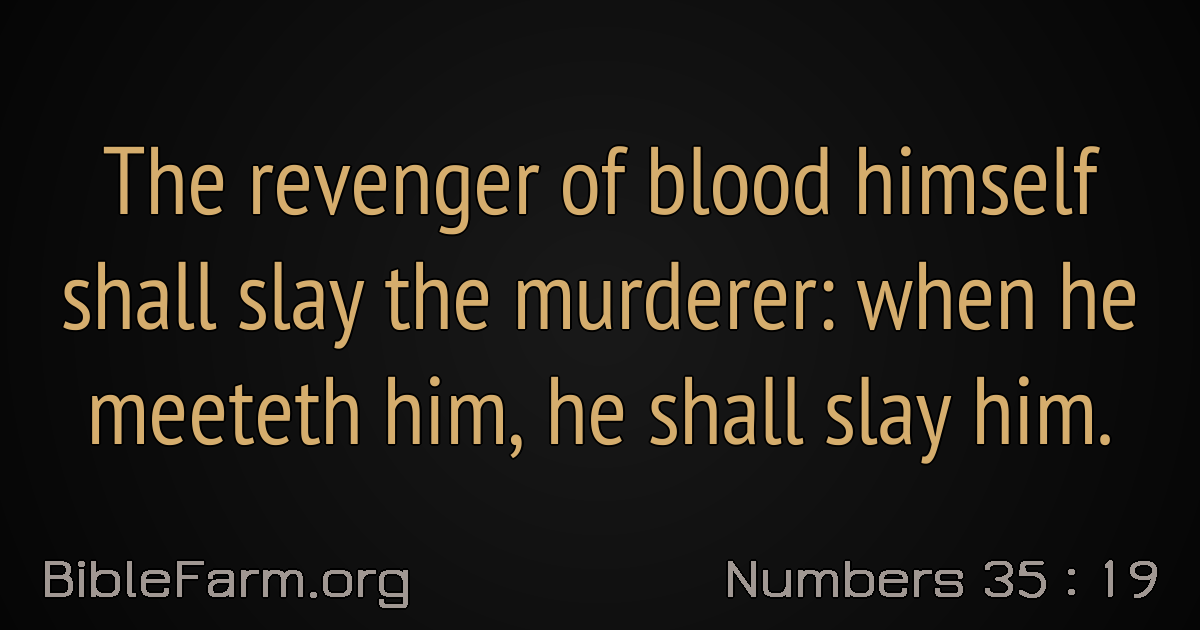 The revenger of blood himself
shall slay the murderer: when he
meeteth him, he shall slay him.
BibleFarm.org
Numbers 35 : 19